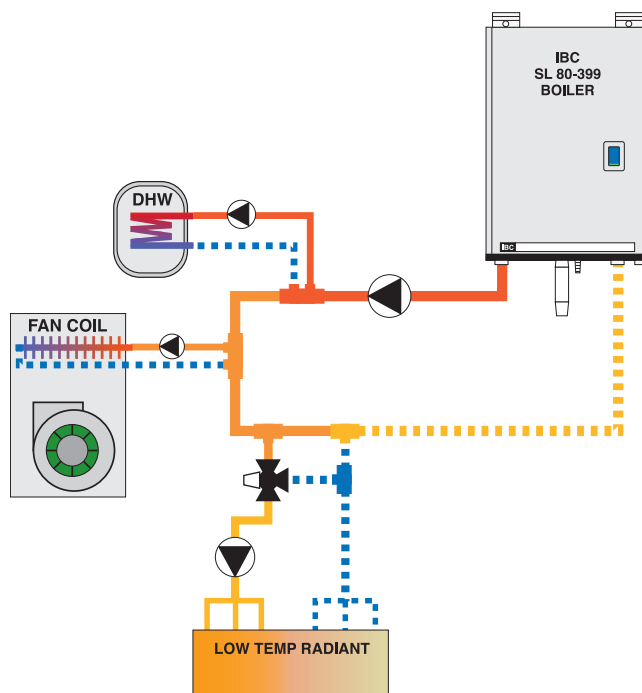 IBC
SL 80-399
BOILER
DHW
IBC
FAN COIL
LOW TEMP RADIANT